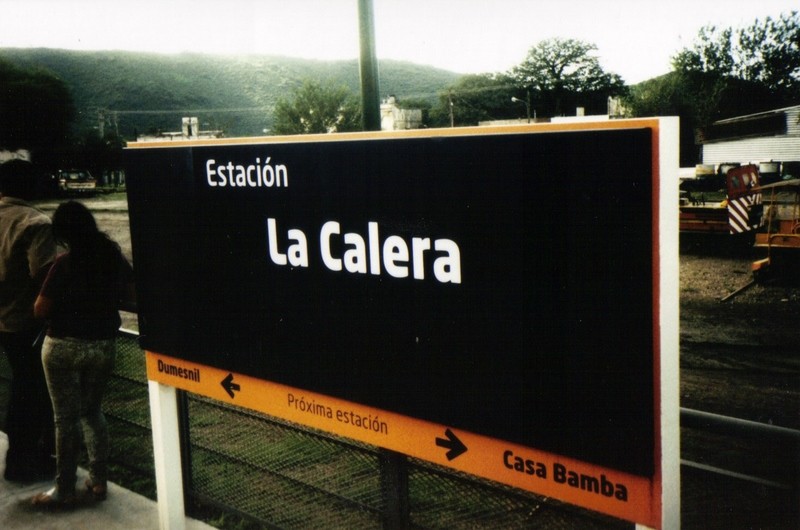 Estación
La Calera
Dumesnil ← Próxima estación → Casa Bamba